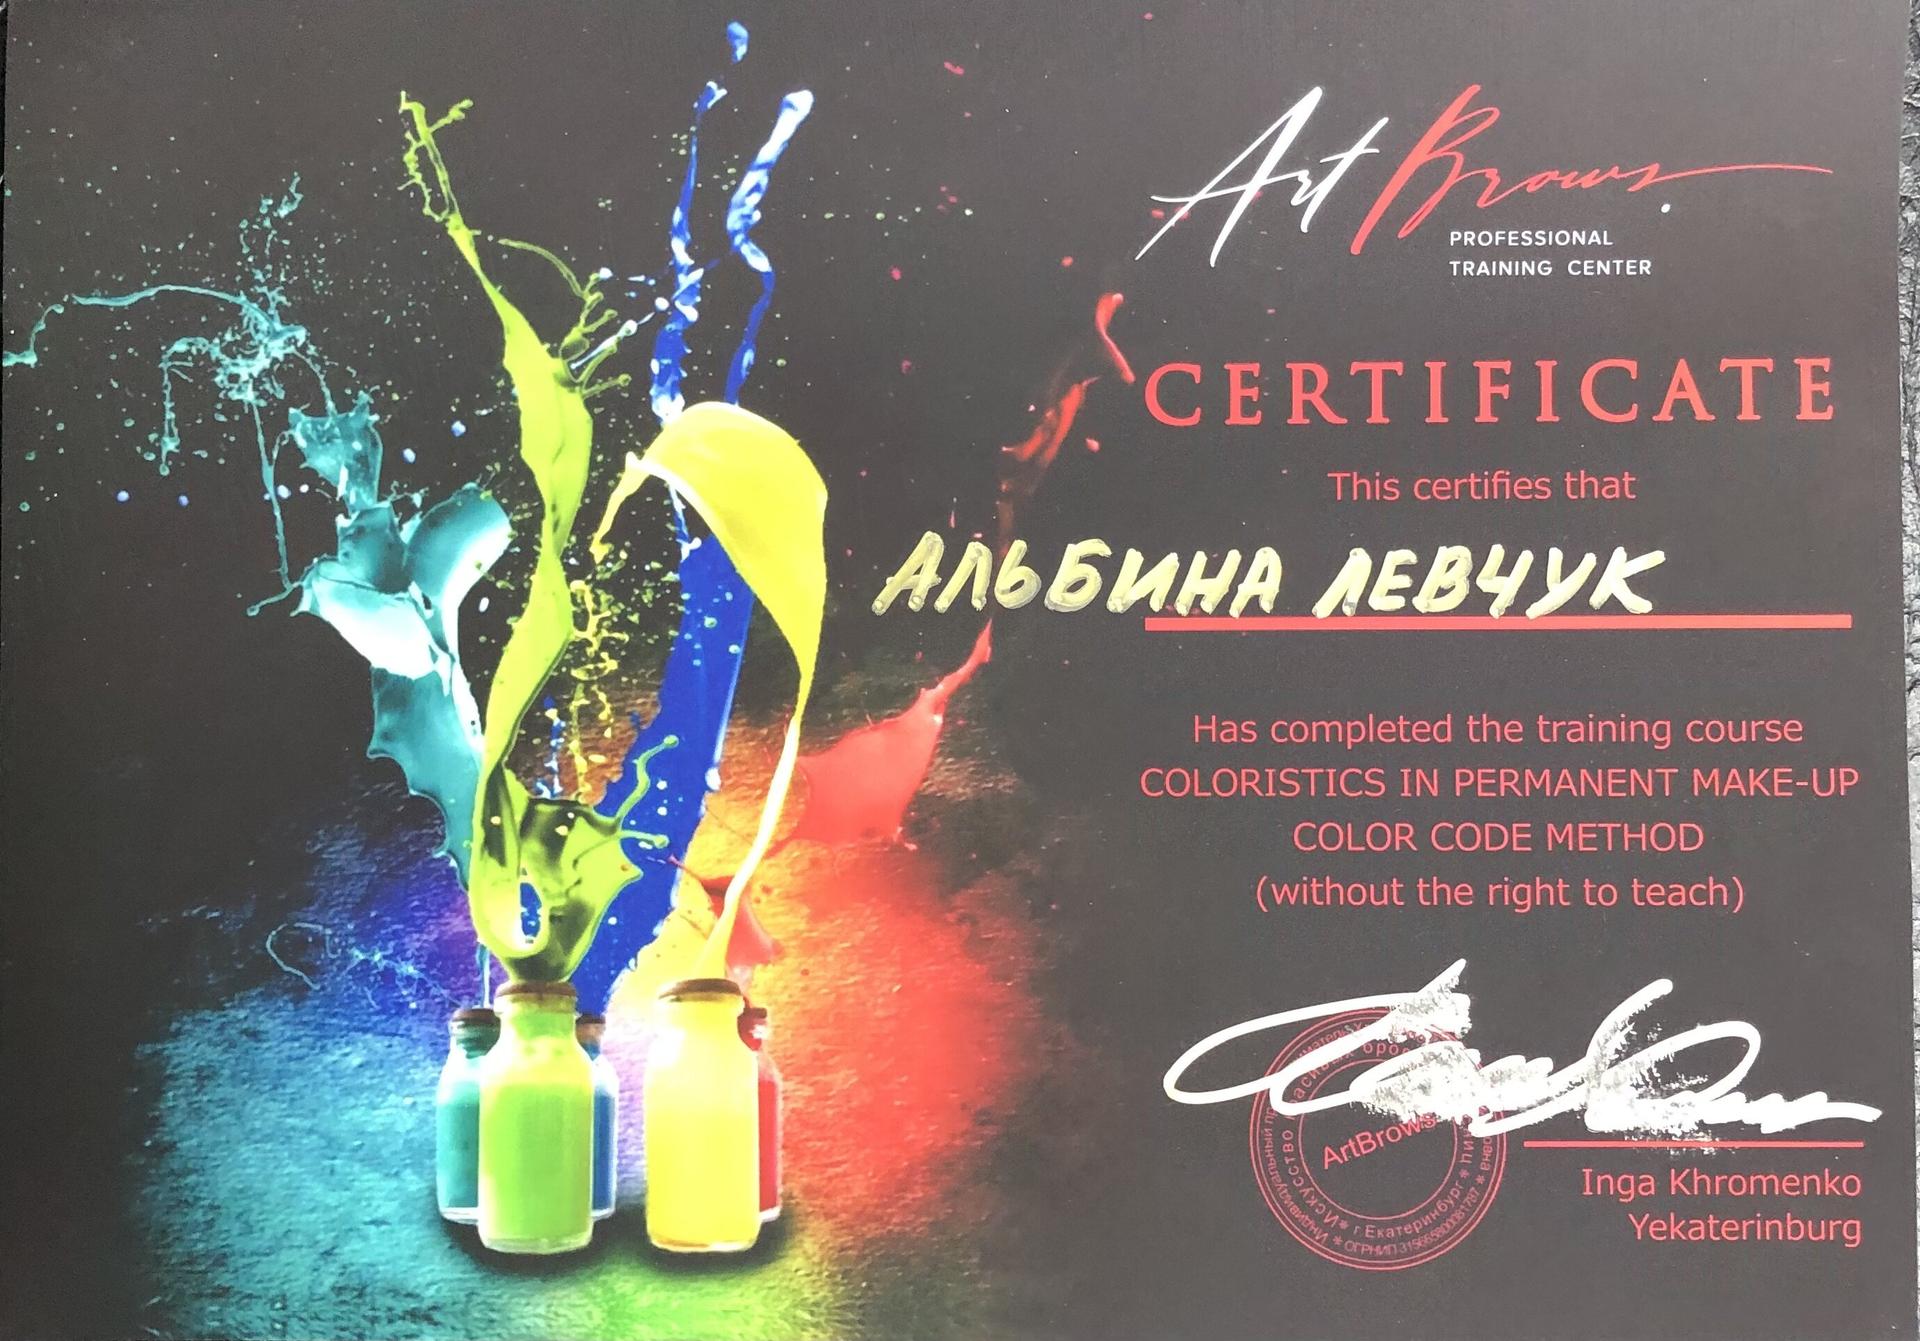 Art Brows
PROFESSIONAL
TRAINING CENTER
CERTIFICATE
This certifies that
АЛЬБИНА ЛЕВЧУК
Has completed the training course
COLORISTICS IN PERMANENT MAKE-UP
COLOR CODE METHOD
(without the right to teach)
ArtBrows
Искусство
г.Екатеринбург
Inga Khromenko
Yekaterinburg